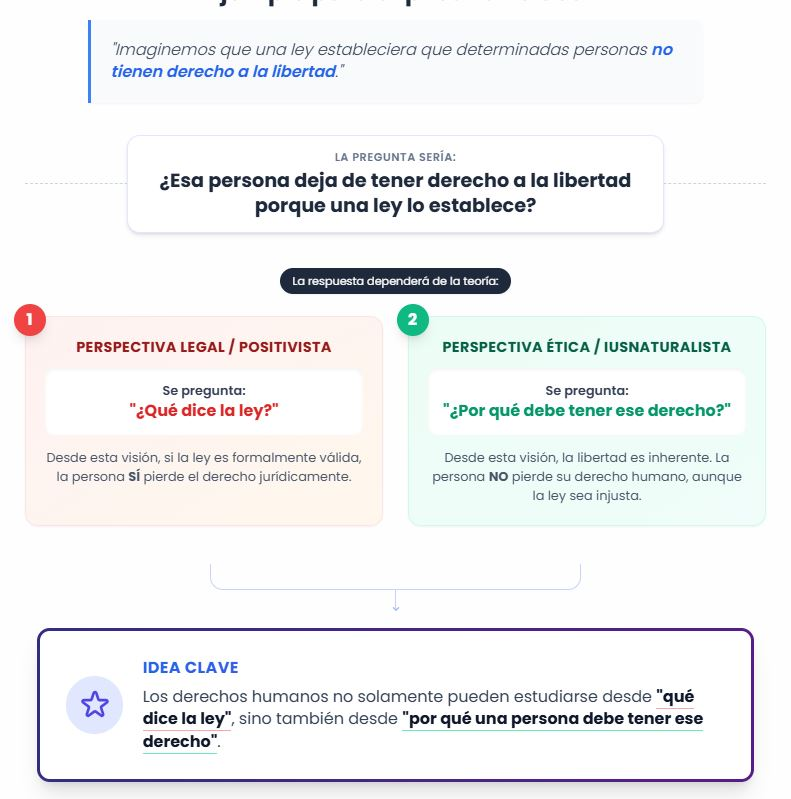 "Imaginemos que una ley estableciera que determinadas personas no
tienen derecho a la libertad."
LA PREGUNTA SERÍA:
¿Esa persona deja de tener derecho a la libertad
porque una ley lo establece?
La respuesta dependerá de la teoría:
1
PERSPECTIVA LEGAL / POSITIVISTA
Se pregunta:
"¿Qué dice la ley?"
Desde esta visión, si la ley es formalmente válida,
la persona SÍ pierde el derecho jurídicamente.
2
PERSPECTIVA ÉTICA / IUSNATURALISTA
Se pregunta:
"¿Por qué debe tener ese derecho?"
Desde esta visión, la libertad es inherente. La
persona NO pierde su derecho humano, aunque
la ley sea injusta.
IDEA CLAVE
Los derechos humanos no solamente pueden estudiarse desde "qué
dice la ley", sino también desde "por qué una persona debe tener ese
derecho".